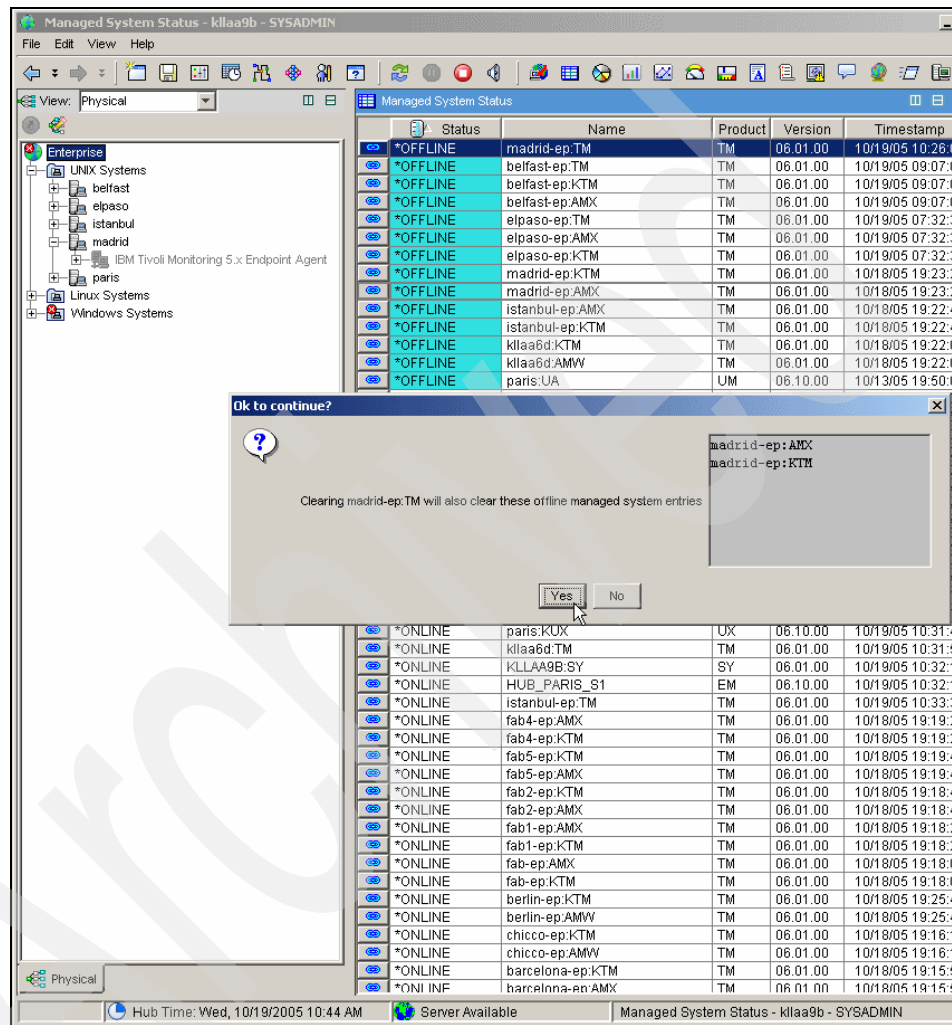 Managed System Status - kllaa9b - SYSADMIN
File Edit View Help
View: Physical
Enterprise
UNIX Systems
belfast
elpaso
istanbul
madrid
IBM Tivoli Monitoring 5.x Endpoint Agent
paris
Linux Systems
Windows Systems
Physical
Managed System Status
Status Name Product Version Timestamp
*OFFLINE madrid-ep:TM TM 06.01.00 10/19/05 10:26:
*OFFLINE belfast-ep:TM TM 06.01.00 10/19/05 09:07:
*OFFLINE belfast-ep:KTM TM 06.01.00 10/19/05 09:07:
*OFFLINE belfast-ep:AMX TM 06.01.00 10/19/05 09:07:
*OFFLINE elpaso-ep:TM TM 06.01.00 10/19/05 07:32:
*OFFLINE elpaso-ep:AMX TM 06.01.00 10/19/05 07:32:
*OFFLINE elpaso-ep:KTM TM 06.01.00 10/19/05 07:32:
*OFFLINE madrid-ep:KTM TM 06.01.00 10/18/05 19:23:
*OFFLINE madrid-ep:AMX TM 06.01.00 10/18/05 19:23:
*OFFLINE istanbul-ep:AMX TM 06.01.00 10/18/05 19:22:
*OFFLINE istanbul-ep:KTM TM 06.01.00 10/18/05 19:22:
*OFFLINE kllaa6d:KTM TM 06.01.00 10/18/05 19:22:
*OFFLINE kllaa6d:AMW TM 06.01.00 10/18/05 19:22:
*OFFLINE paris:UA UM 06.10.00 10/13/05 19:50:
Ok to continue?
Clearing madrid-ep:TM will also clear these offline managed system entries
madrid-ep:AMX
madrid-ep:KTM
Yes No
*ONLINE paris:KUX UX 06.10.00 10/19/05 10:31:
*ONLINE kllaa6d:TM TM 06.01.00 10/19/05 10:31:
*ONLINE KLLAA9B:SY SY 06.10.00 10/19/05 10:32:
*ONLINE HUB_PARIS_S1 EM 06.10.00 10/19/05 10:32:
*ONLINE istanbul-ep:TM TM 06.01.00 10/19/05 10:33:
*ONLINE fab4-ep:AMX TM 06.01.00 10/18/05 19:19:
*ONLINE fab4-ep:KTM TM 06.01.00 10/18/05 19:19:
*ONLINE fab5-ep:KTM TM 06.01.00 10/18/05 19:19:
*ONLINE fab5-ep:AMX TM 06.01.00 10/18/05 19:19:
*ONLINE fab2-ep:KTM TM 06.01.00 10/18/05 19:18:
*ONLINE fab2-ep:AMX TM 06.01.00 10/18/05 19:18:
*ONLINE fab1-ep:AMX TM 06.01.00 10/18/05 19:18:
*ONLINE fab1-ep:KTM TM 06.01.00 10/18/05 19:18:
*ONLINE fab-ep:AMX TM 06.01.00 10/18/05 19:18:
*ONLINE fab-ep:KTM TM 06.01.00 10/18/05 19:18:
*ONLINE berlin-ep:KTM TM 06.01.00 10/18/05 19:25:
*ONLINE berlin-ep:AMW TM 06.01.00 10/18/05 19:25:
*ONLINE chicco-ep:KTM TM 06.01.00 10/18/05 19:16:
*ONLINE chicco-ep:AMW TM 06.01.00 10/18/05 19:16:
*ONLINE barcelona-ep:KTM TM 06.01.00 10/18/05 19:15:
*ONLINE barcelona-ep:AMX TM 06.01.00 10/18/05 19:15:
Hub Time: Wed, 10/19/2005 10:44 AM Server Available Managed System Status - kllaa9b - SYSADMIN